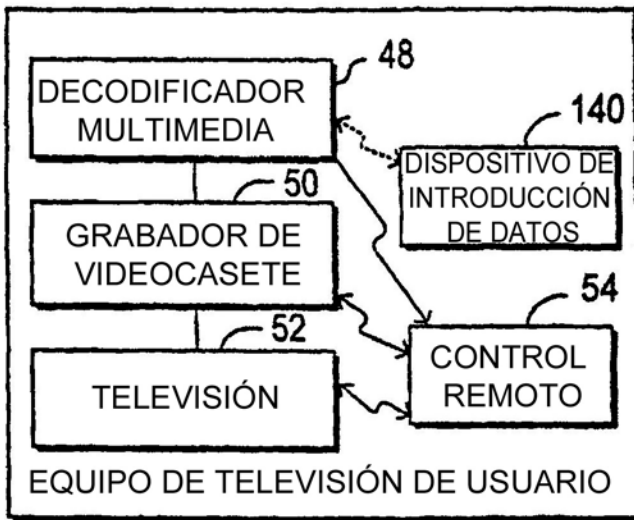 48
DECODIFICADOR
MULTIMEDIA
140
DISPOSITIVO DE
INTRODUCCIÓN
DE DATOS
50
GRABADOR DE
VIDEOCASETE
54
CONTROL
REMOTO
52
TELEVISIÓN
EQUIPO DE TELEVISIÓN DE USUARIO